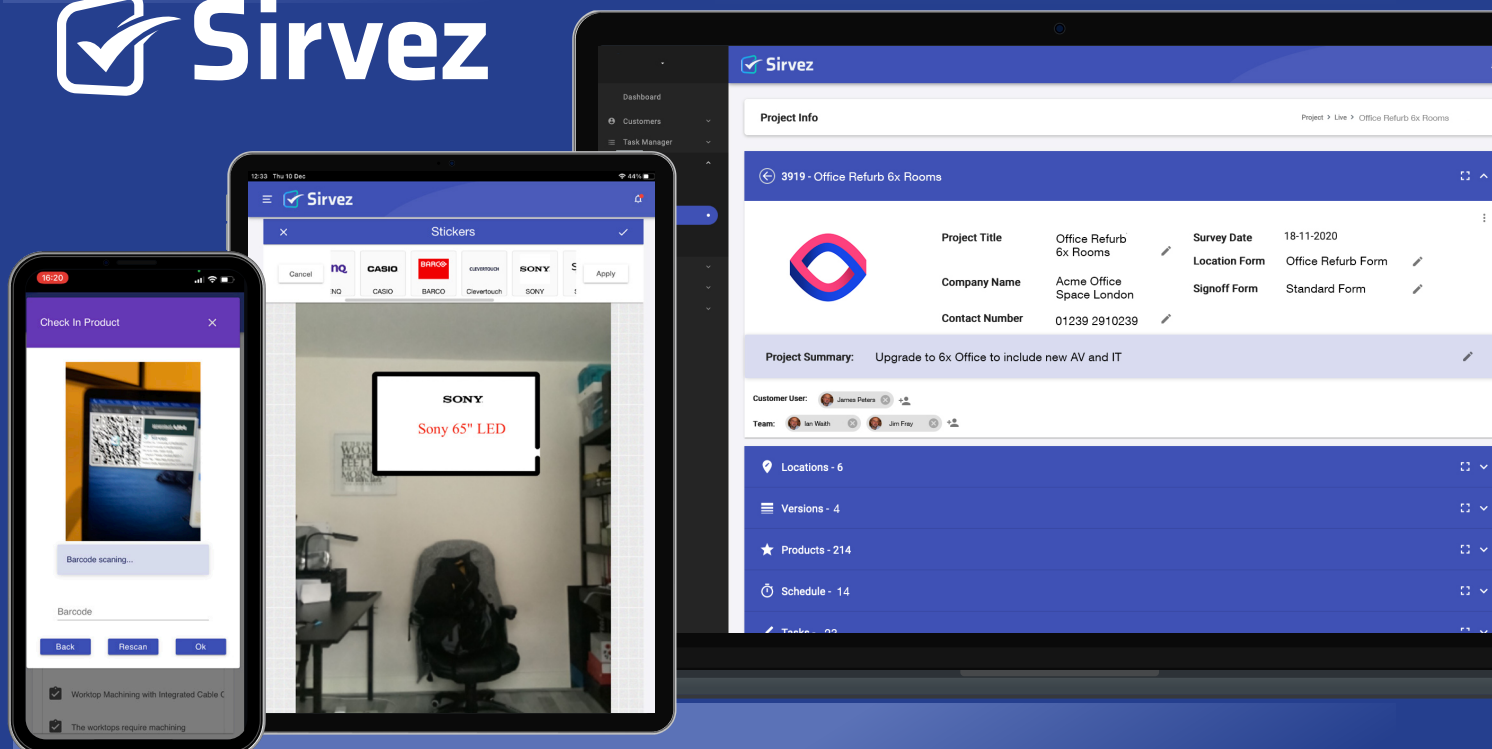 Sirvez
16:20
Check In Product
Barcode scaning...
Barcode
Back
Rescan
Ok
Worktop Machining with Integrated Cable C
The worktops require machining
12:33 Thu 10 Dec
44%
Sirvez
Stickers
Cancel
NQ
CASIO
BARCO
CLEVERTOUCH
SONY
S
Apply
NQ
CASIO
BARCO
Clevertouch
SONY
SONY
Sony 65" LED
Dashboard
Customers
Task Manager
Sirvez
Project Info
Project > Live > Office Refurb 6x Rooms
3919 - Office Refurb 6x Rooms
Project Title
Office Refurb
6x Rooms
Company Name
Acme Office
Space London
Contact Number
01239 2910239
Survey Date
18-11-2020
Location Form
Office Refurb Form
Signoff Form
Standard Form
Project Summary: Upgrade to 6x Office to include new AV and IT
Customer User: James Peters
Team: Ian Waith Jim Fray
Locations - 6
Versions - 4
Products - 214
Schedule - 14
Tasks - 23